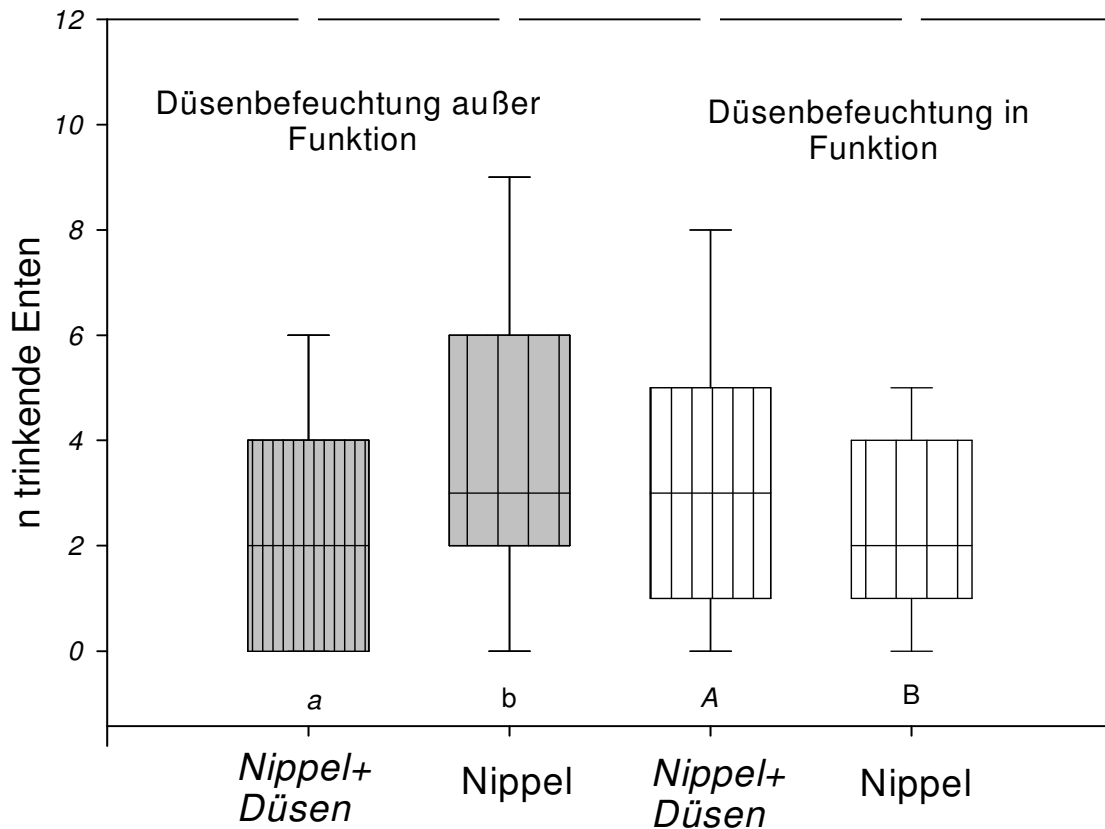 12
Düsenbefeuchtung außer
Funktion
Düsenbefeuchtung in
Funktion
10
8
6
4
2
0
n trinkende Enten
a
b
A
B
Nippel+
Düsen
Nippel
Nippel+
Düsen
Nippel